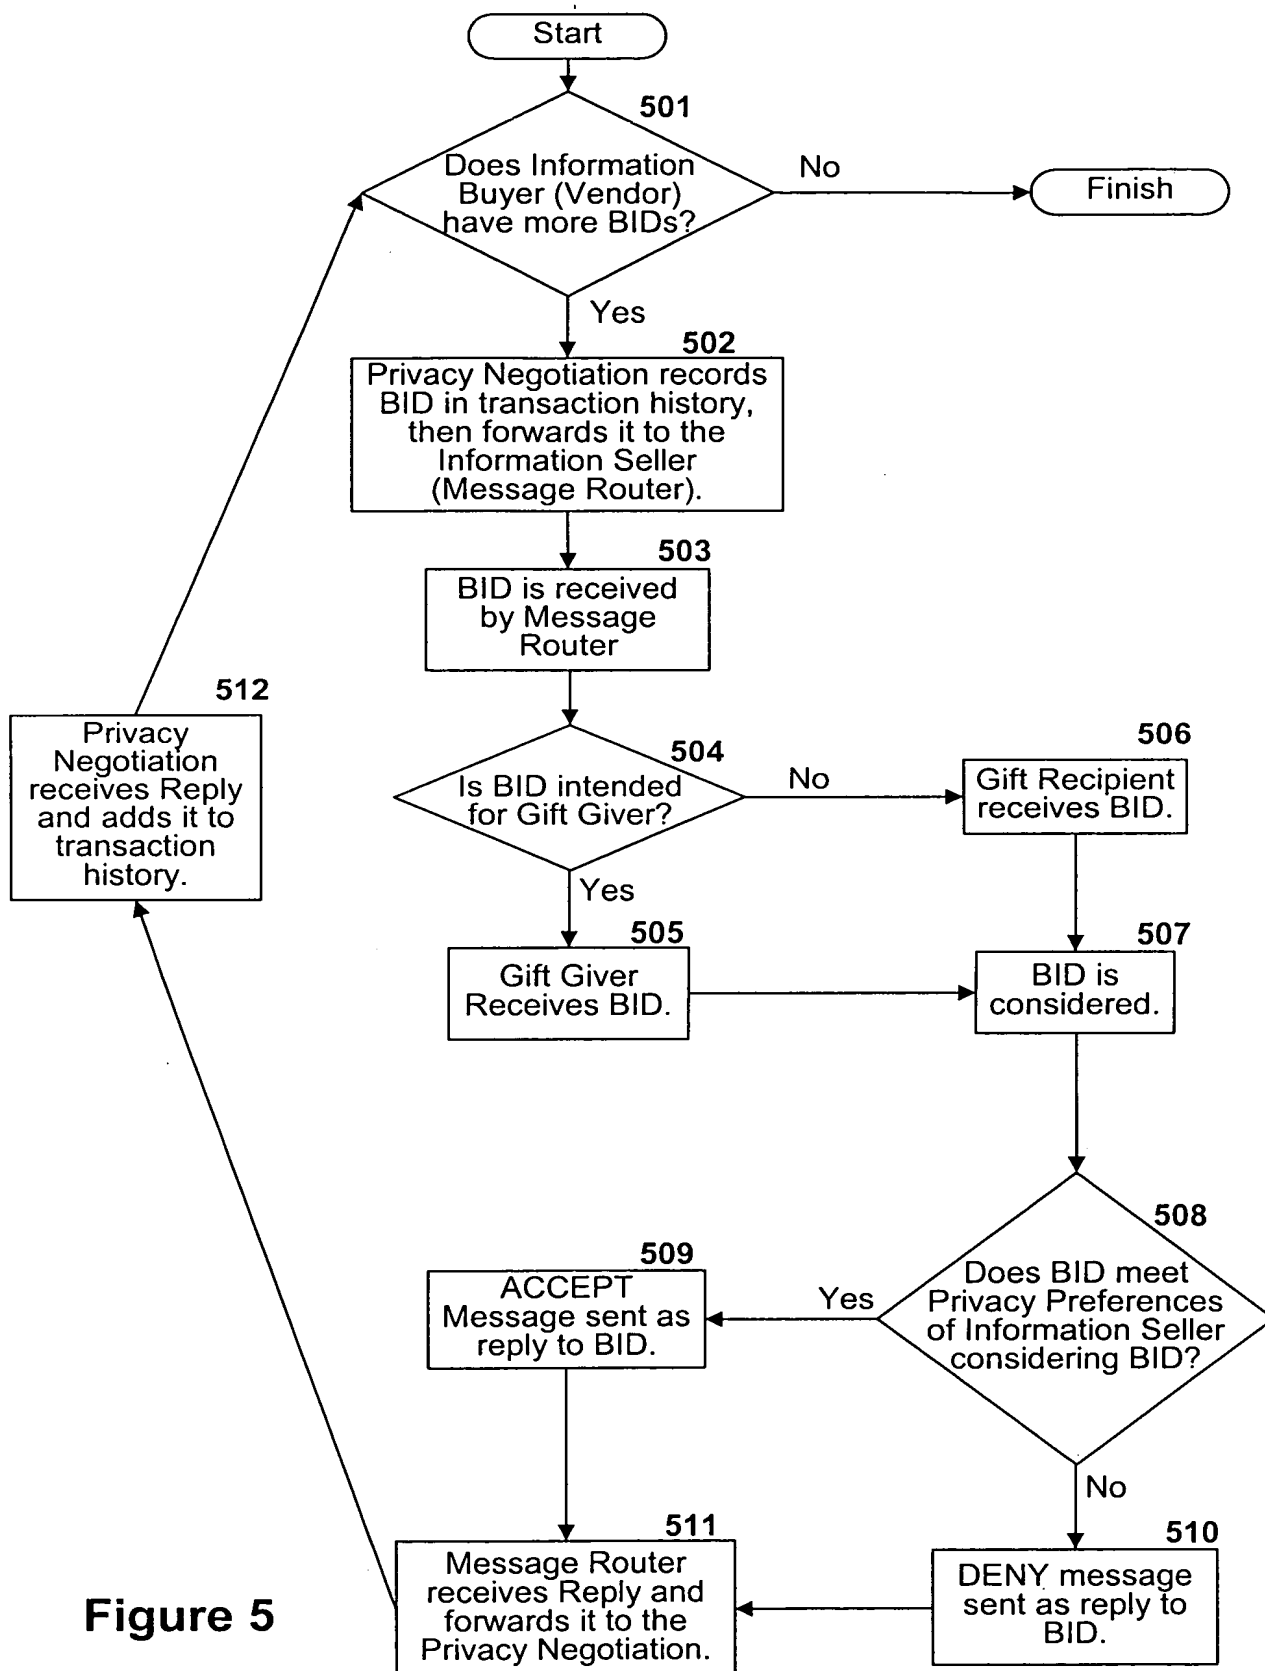 Start
501
Does Information
Buyer (Vendor)
have more BIDs?
No
Finish
Yes
502
Privacy Negotiation records
BID in transaction history,
then forwards it to the
Information Seller
(Message Router).
503
BID is received
by Message
Router
512
Privacy
Negotiation
receives Reply
and adds it to
transaction
history.
504
Is BID intended
for Gift Giver?
No
506
Gift Recipient
receives BID.
Yes
505
Gift Giver
Receives BID.
507
BID is
considered.
508
Does BID meet
Privacy Preferences
of Information Seller
considering BID?
Yes
509
ACCEPT
Message sent as
reply to BID.
No
510
DENY message
sent as reply to
BID.
511
Message Router
receives Reply and
forwards it to the
Privacy Negotiation.
Figure 5